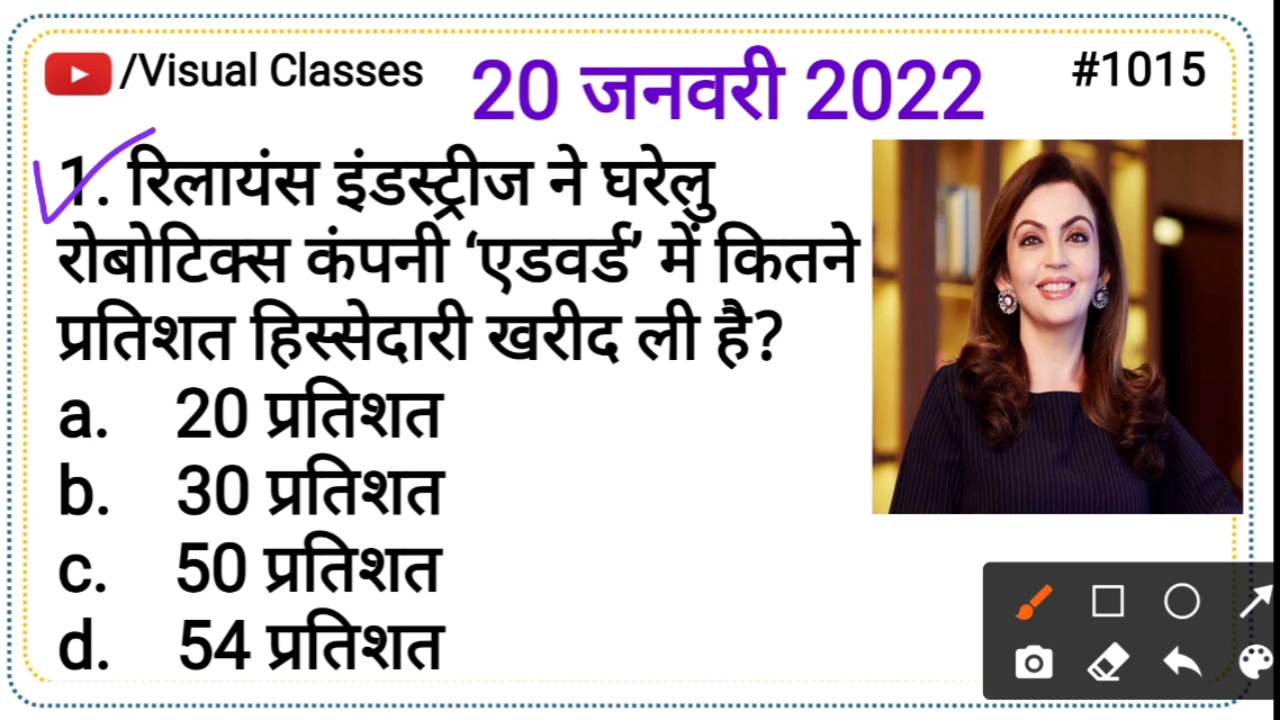 /Visual Classes
20 जनवरी 2022
#1015
1. रिलायंस इंडस्ट्रीज ने घरेलु
रोबोटिक्स कंपनी ‘एडवर्ड’ में कितने
प्रतिशत हिस्सेदारी खरीद ली है?
a. 20 प्रतिशत
b. 30 प्रतिशत
c. 50 प्रतिशत
d. 54 प्रतिशत